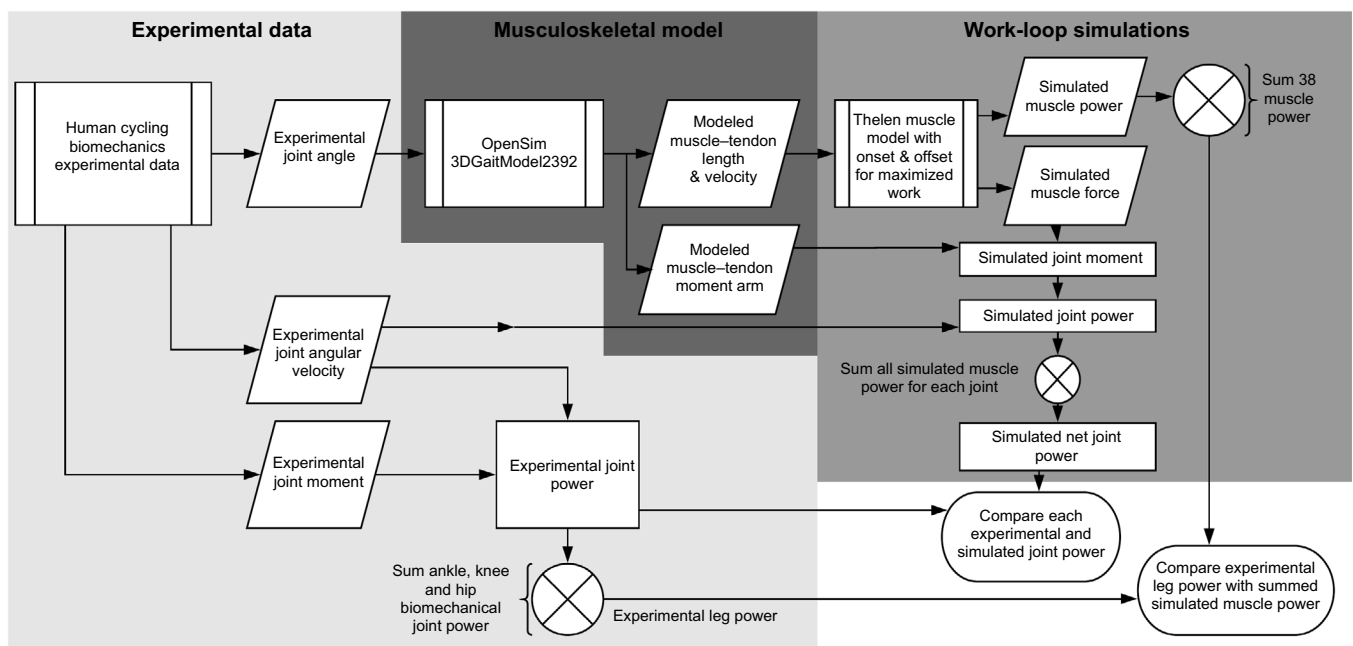 Experimental data
Musculoskeletal model
Work-loop simulations
Human cycling
biomechanics
experimental data
Experimental
joint angle
OpenSim
3DGaitModel2392
Modeled
muscle–tendon
length
& velocity
Thelen muscle
model with
onset & offset
for maximized
work
Simulated
muscle power
Sum 38
muscle
power
Simulated
muscle force
Modeled
muscle–tendon
moment arm
Simulated joint moment
Simulated joint power
Experimental
joint angular
velocity
Sum all simulated muscle
power for each joint
Simulated net joint
power
Experimental
joint moment
Experimental joint
power
Compare each
experimental and
simulated joint power
Sum ankle, knee
and hip
biomechanical
joint power
Experimental leg power
Compare experimental
leg power with summed
simulated muscle power